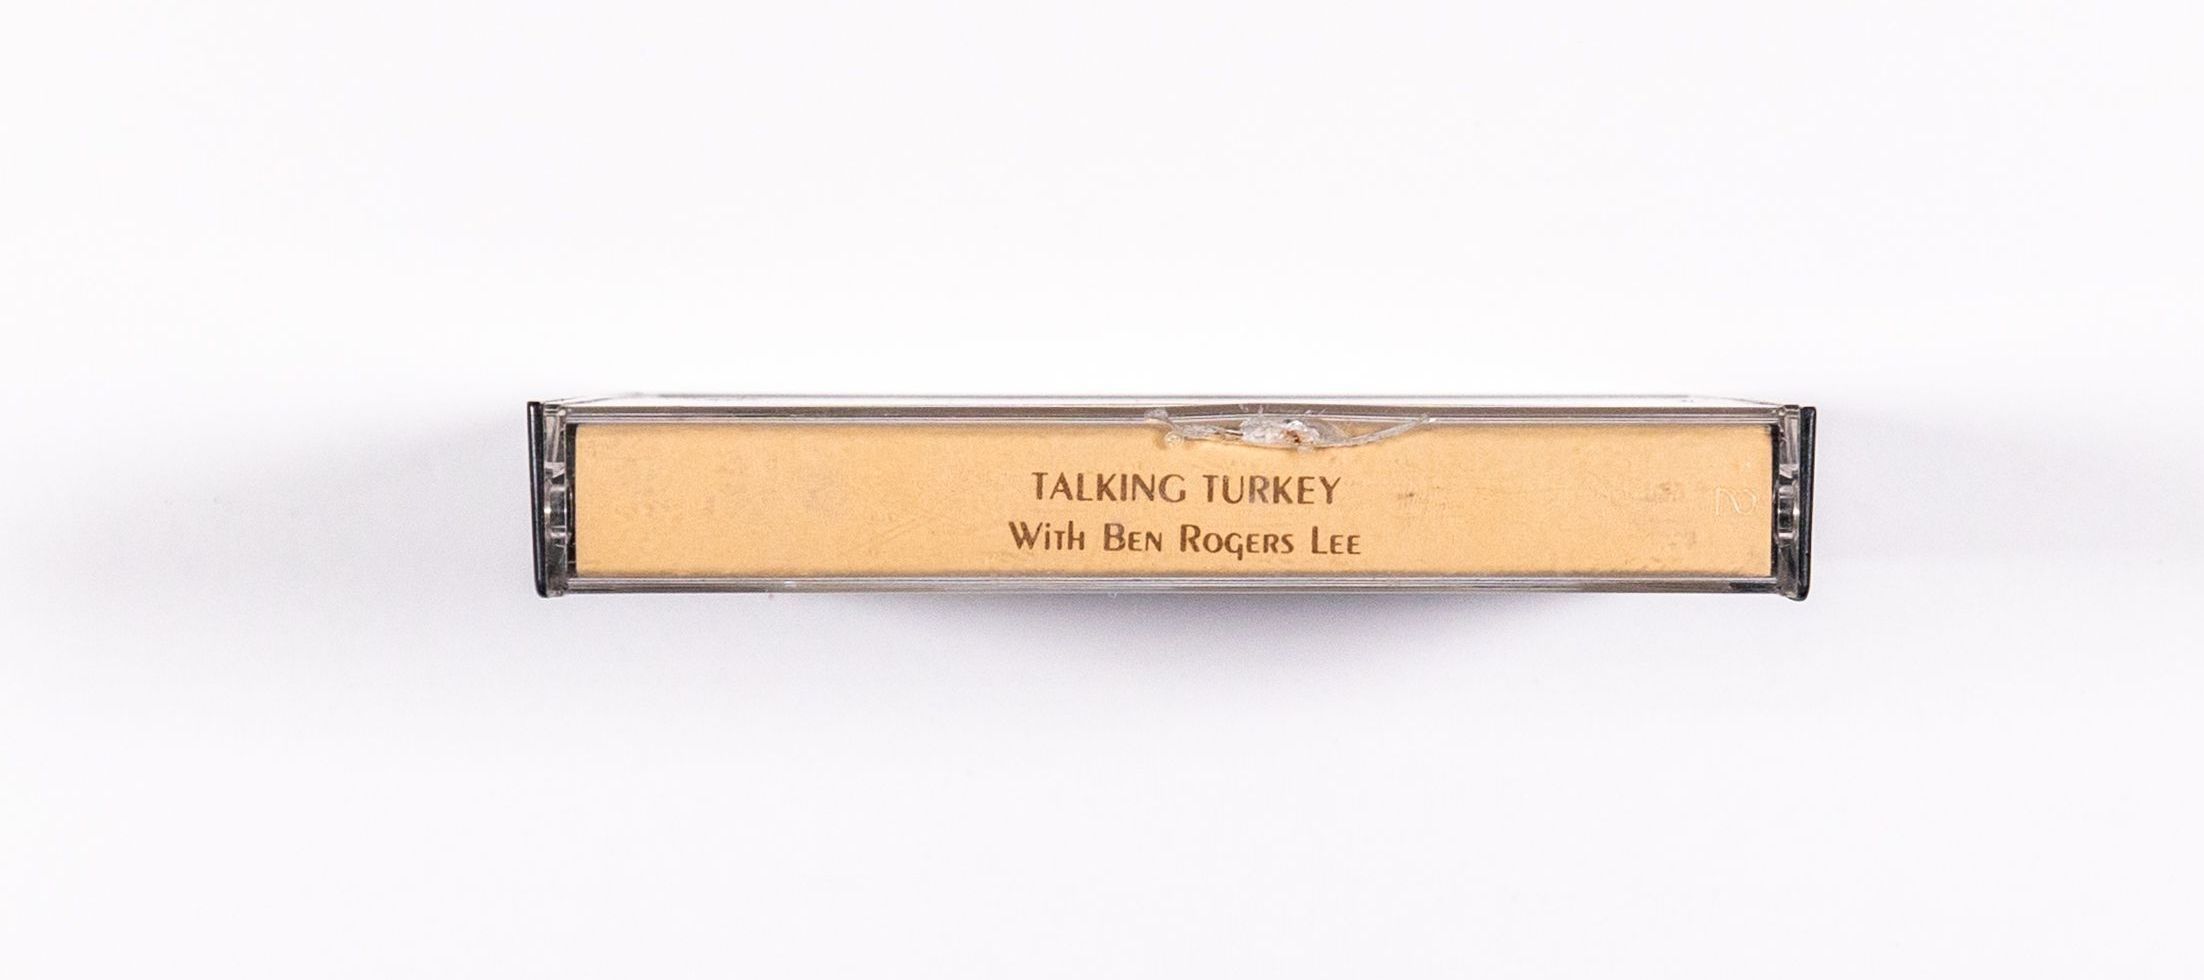 TALKING TURKEY
With Ben Rogers Lee